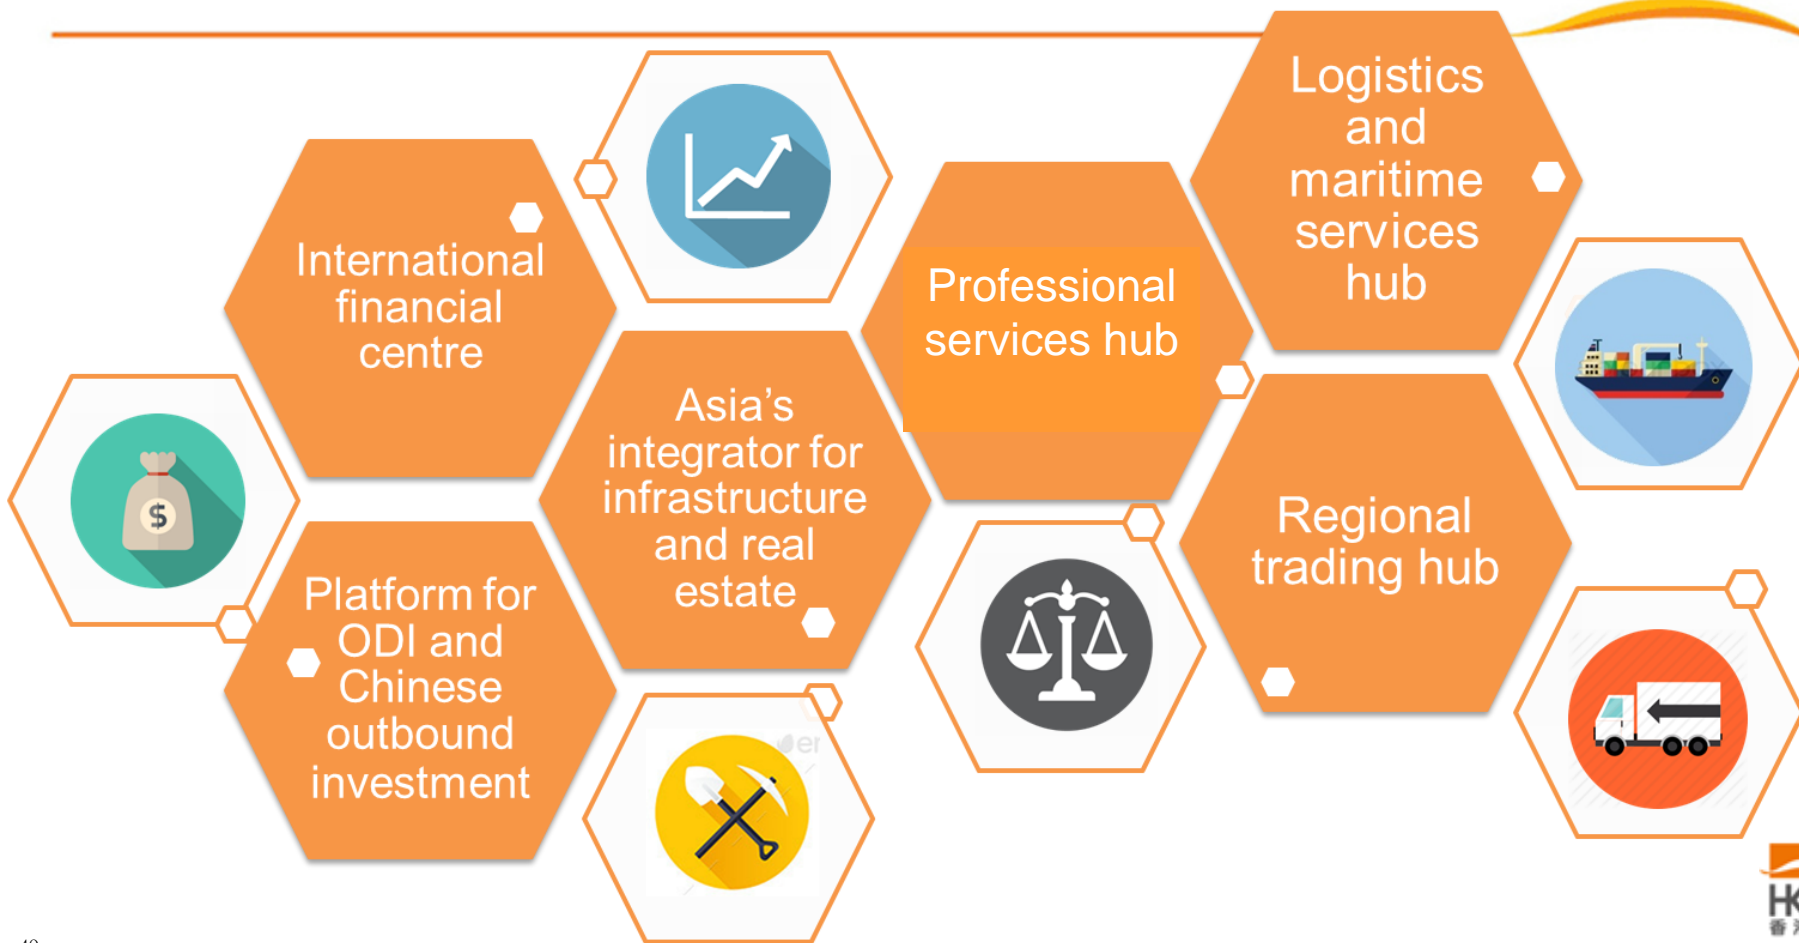 International
financial
centre
Platform for
ODI and
Chinese
outbound
investment
$
Asia’s
integrator for
infrastructure
and real
estate
Professional
services hub
Logistics
and
maritime
services
hub
Regional
trading hub